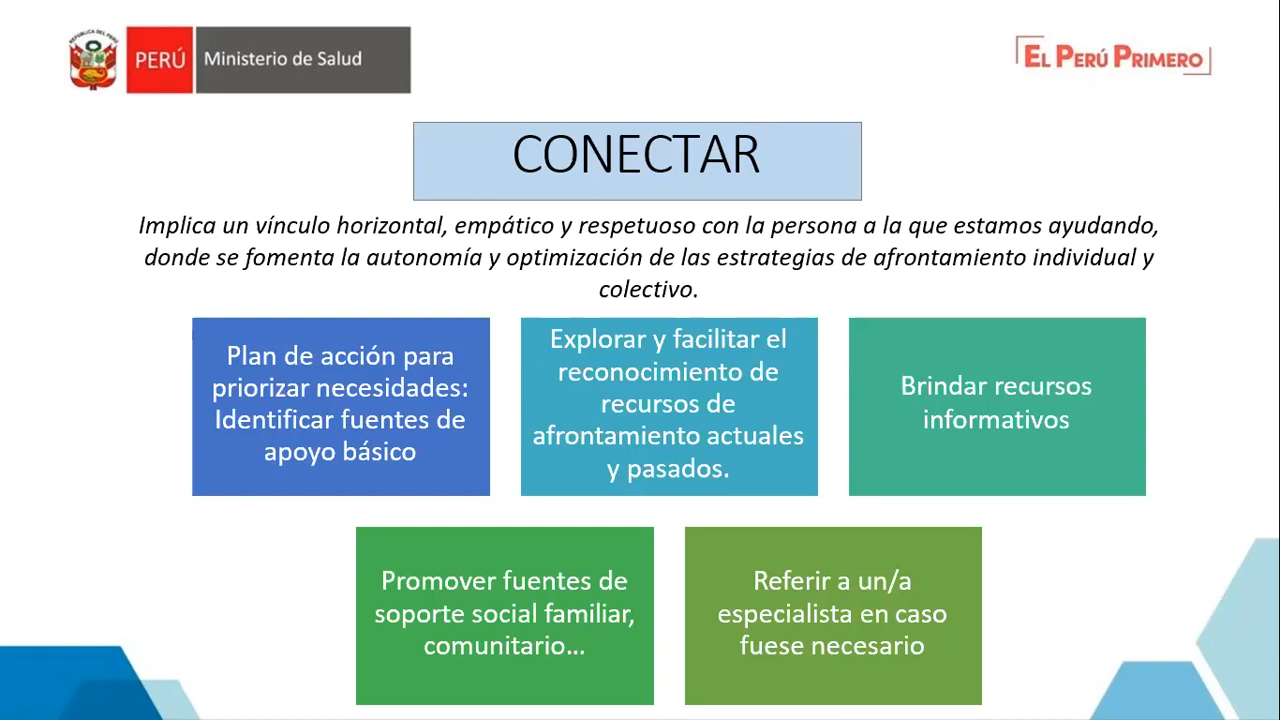 REPÚBLICA DEL PERÚ
PERÚ
Ministerio de Salud
EL PERÚ PRIMERO
CONECTAR
Implica un vínculo horizontal, empático y respetuoso con la persona a la que estamos ayudando,
donde se fomenta la autonomía y optimización de las estrategias de afrontamiento individual y
colectivo.
Plan de acción para
priorizar necesidades:
Identificar fuentes de
apoyo básico
Explorar y facilitar el
reconocimiento de
recursos de
afrontamiento actuales
y pasados.
Brindar recursos
informativos
Promover fuentes de
soporte social familiar,
comunitario...
Referir a un/a
especialista en caso
fuese necesario